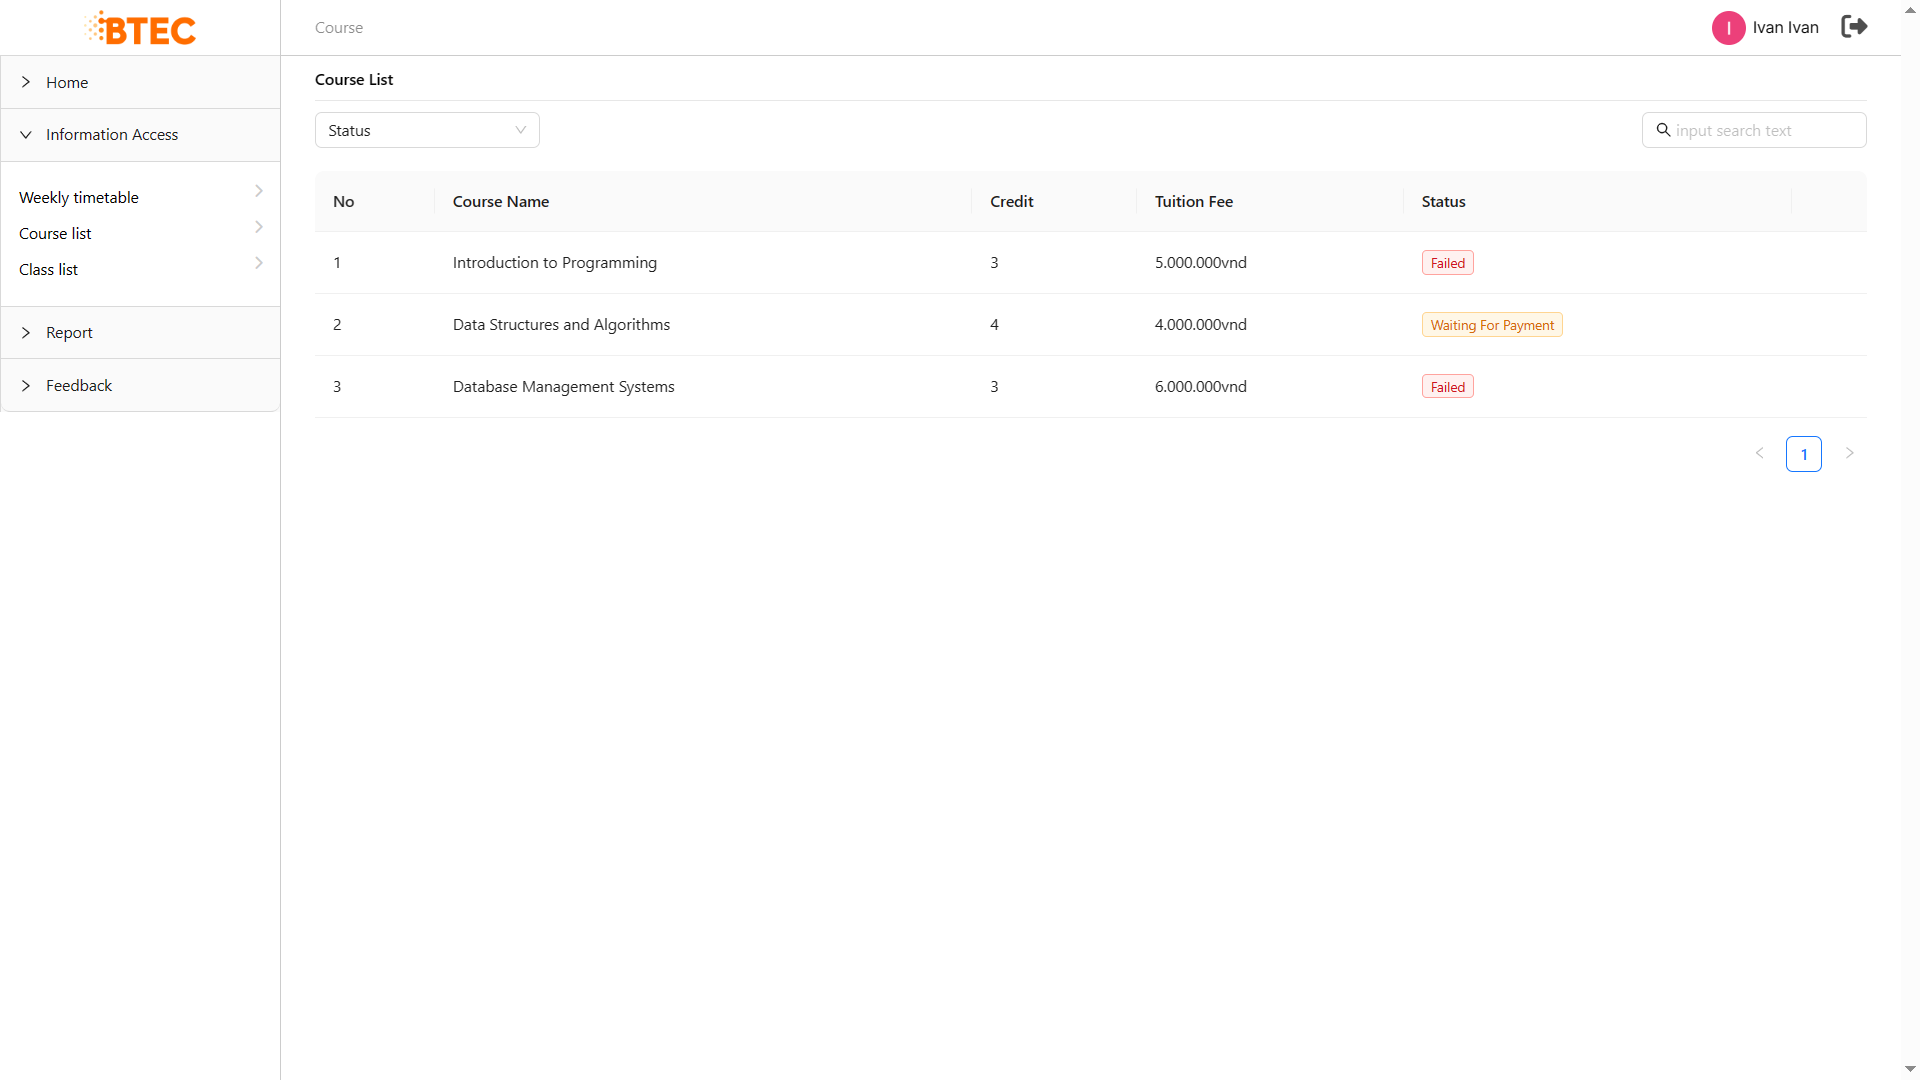 BTEC
Course
I
Ivan Ivan
Home
Information Access
Weekly timetable
Course list
Class list
Report
Feedback
Course List
Status
input search text
No Course Name Credit Tuition Fee Status
1 Introduction to Programming 3 5.000.000vnd Failed
2 Data Structures and Algorithms 4 4.000.000vnd Waiting For Payment
3 Database Management Systems 3 6.000.000vnd Failed
1